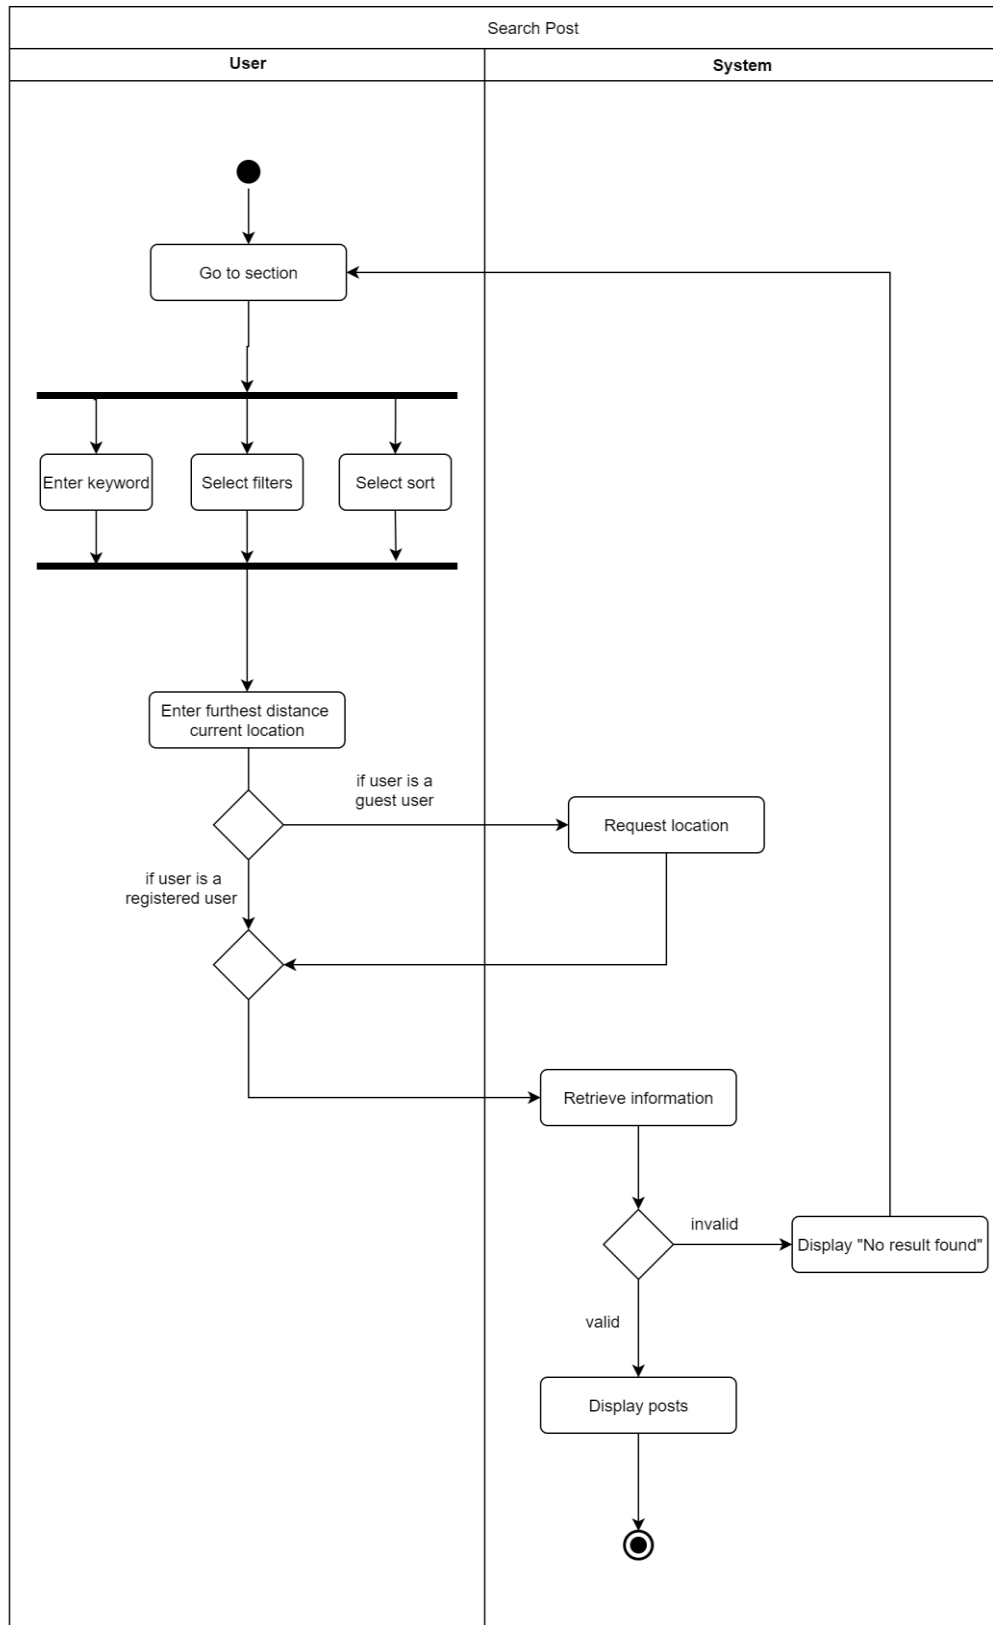 Search Post
User
System
Go to section
Enter keyword
Select filters
Select sort
Enter furthest distance
current location
if user is a
guest user
Request location
if user is a
registered user
Retrieve information
invalid
Display "No result found"
valid
Display posts